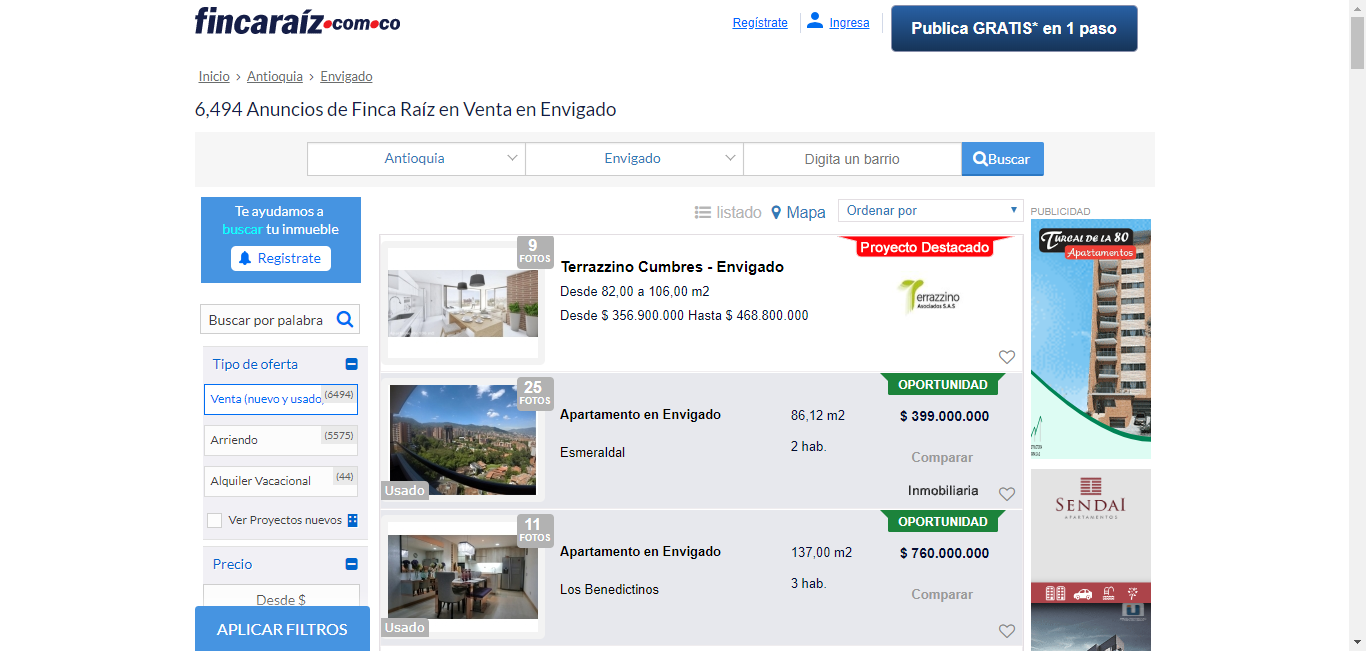 fincaraíz.com.co
Regístrate
Ingresa
Publica GRATIS* en 1 paso
Inicio > Antioquia > Envigado
6,494 Anuncios de Finca Raíz en Venta en Envigado
Antioquia
Envigado
Digita un barrio
Buscar
Te ayudamos a
buscar tu inmueble
Registrate
Buscar por palabra
Tipo de oferta
Venta (nuevo y usado) (6494)
Arriendo (5575)
Alquiler Vacacional (44)
Ver Proyectos nuevos
Precio
Desde $
APLICAR FILTROS
listado
Mapa
Ordenar por
9
FOTOS
Proyecto Destacado
Terrazzino Cumbres - Envigado
Desde 82,00 a 106,00 m2
Desde $ 356.900.000 Hasta $ 468.800.000
Terrazzino
Asociados S.A.S
25
FOTOS
Usado
OPORTUNIDAD
Apartamento en Envigado
86,12 m2
$ 399.000.000
Esmeraldal
2 hab.
Comparar
Inmobiliaria
11
FOTOS
Usado
OPORTUNIDAD
Apartamento en Envigado
137,00 m2
$ 760.000.000
Los Benedictinos
3 hab.
Comparar
PUBLICIDAD
TURCAL DE LA 80
Apartamentos
SENDAI
APARTAMENTOS